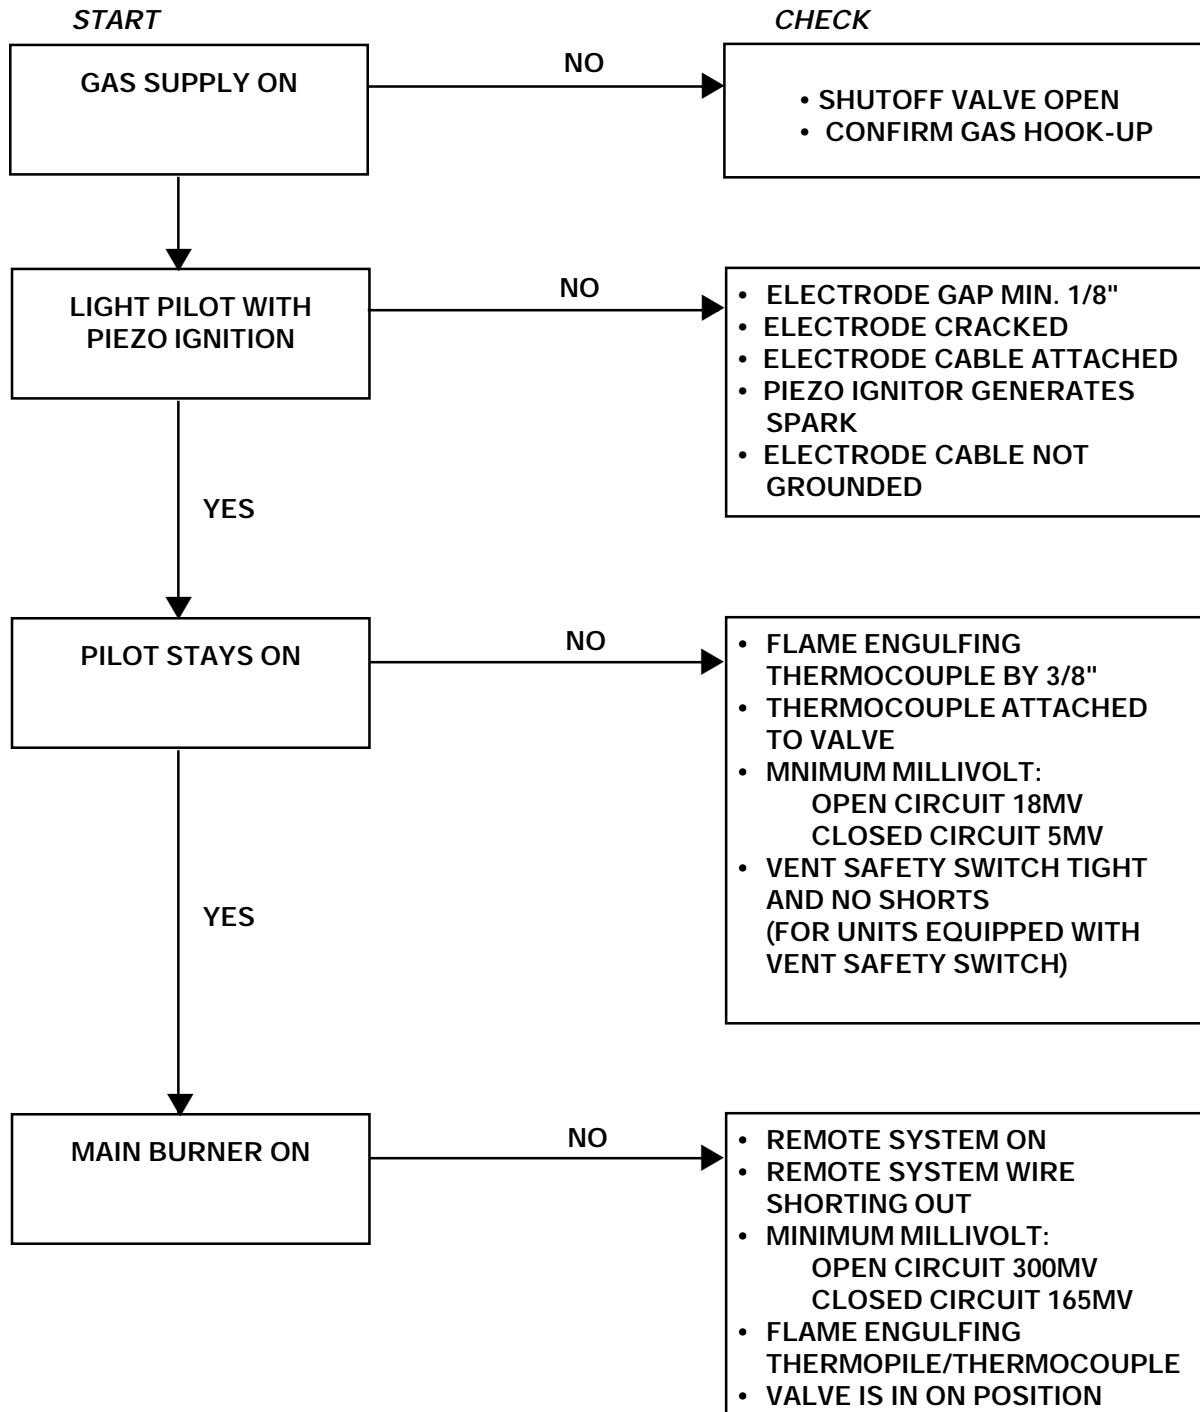 START
CHECK
GAS SUPPLY ON
NO
• SHUTOFF VALVE OPEN
• CONFIRM GAS HOOK-UP
LIGHT PILOT WITH
PIEZO IGNITION
NO
• ELECTRODE GAP MIN. 1/8"
• ELECTRODE CRACKED
• ELECTRODE CABLE ATTACHED
• PIEZO IGNITOR GENERATES
SPARK
• ELECTRODE CABLE NOT
GROUNDED
YES
PILOT STAYS ON
NO
• FLAME ENGULFING
THERMOCOUPLE BY 3/8"
• THERMOCOUPLE ATTACHED
TO VALVE
• MNIMUM MILLIVOLT:
OPEN CIRCUIT 18MV
CLOSED CIRCUIT 5MV
• VENT SAFETY SWITCH TIGHT
AND NO SHORTS
(FOR UNITS EQUIPPED WITH
VENT SAFETY SWITCH)
YES
MAIN BURNER ON
NO
• REMOTE SYSTEM ON
• REMOTE SYSTEM WIRE
SHORTING OUT
• MINIMUM MILLIVOLT:
OPEN CIRCUIT 300MV
CLOSED CIRCUIT 165MV
• FLAME ENGULFING
THERMOPILE/THERMOCOUPLE
• VALVE IS IN ON POSITION